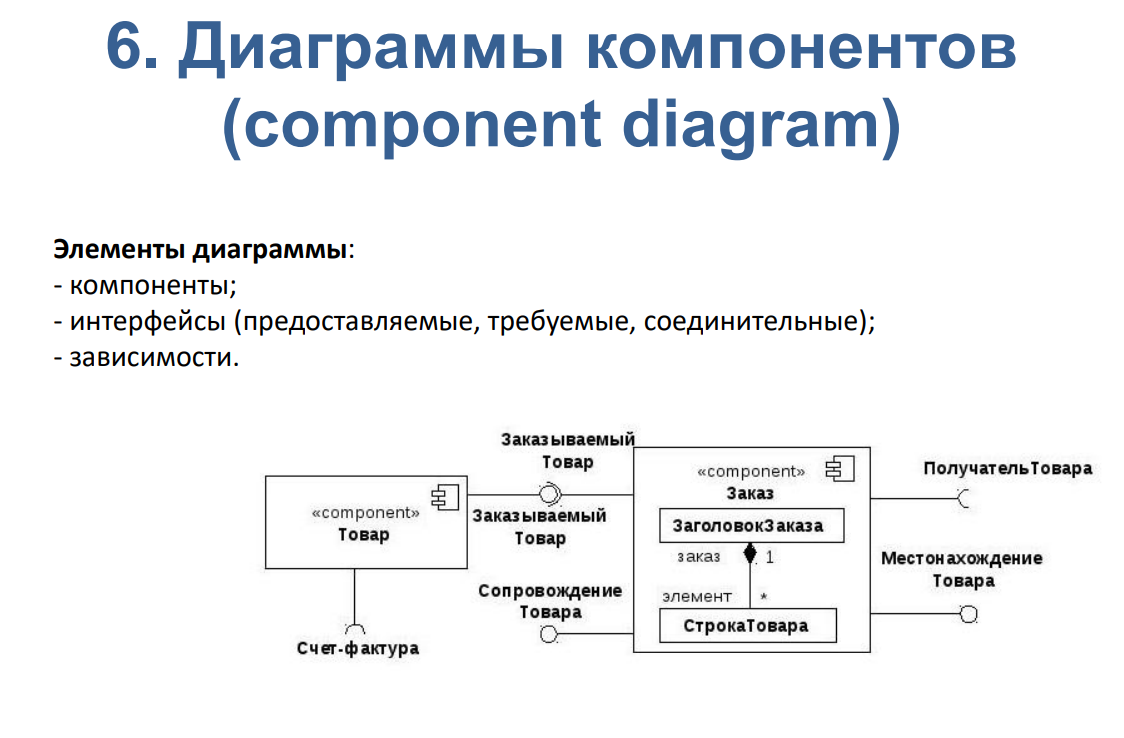 6. Диаграммы компонентов
(component diagram)
Элементы диаграммы:
- компоненты;
- интерфейсы (предоставляемые, требуемые, соединительные);
- зависимости.
Заказываемый
Товар
«component»
Товар
Заказываемый
Товар
Счет-фактура
Сопровождение
Товара
«component»
Заказ
ЗаголовокЗаказа
заказ
1
элемент
*
СтрокаТовара
ПолучательТовара
Местонахождение
Товара